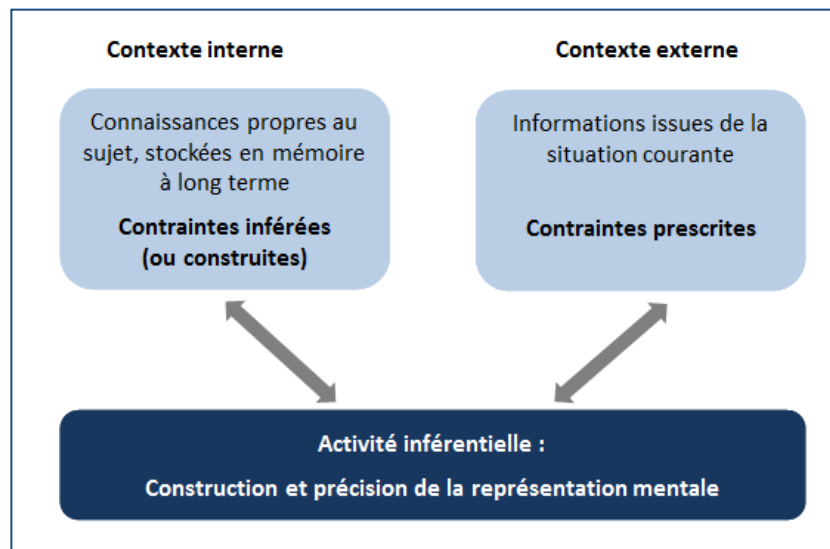 Contexte interne
Contexte externe
Connaissances propres au
sujet, stockées en mémoire
à long terme
Contraintes inférées
(ou construites)
Informations issues de la
situation courante
Contraintes prescrites
Activité inférentielle :
Construction et précision de la représentation mentale